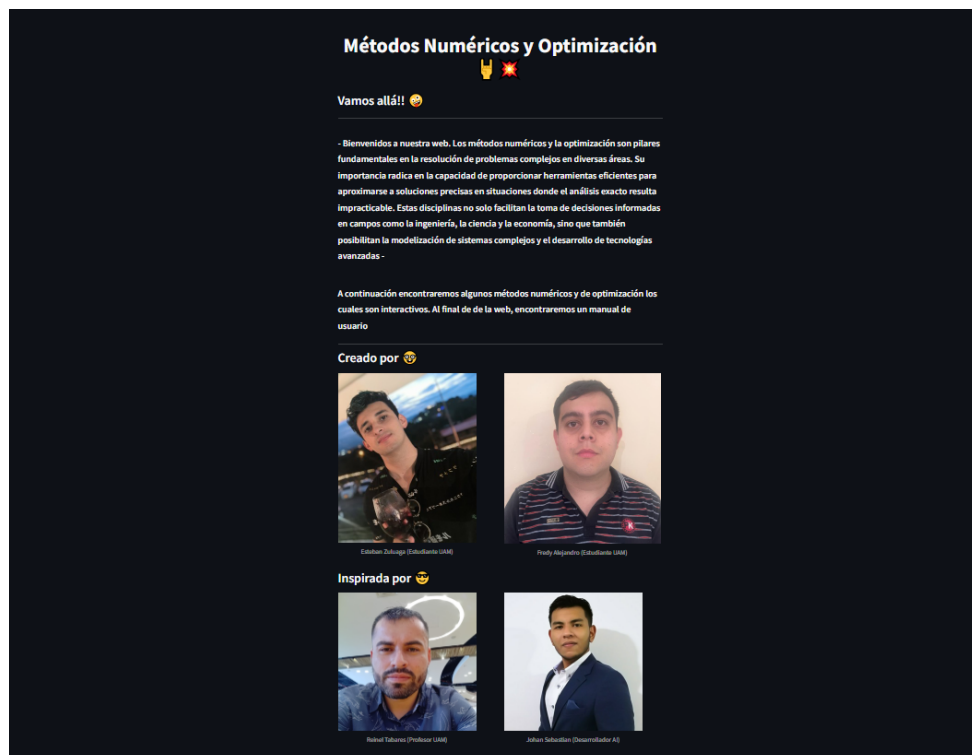 Métodos Numéricos y Optimización
🤘 💥
Vamos allá!! 🤪
- Bienvenidos a nuestra web. Los métodos numéricos y la optimización son pilares
fundamentales en la resolución de problemas complejos en diversas áreas. Su
importancia radica en la capacidad de proporcionar herramientas eficientes para
aproximarse a soluciones precisas en situaciones donde el análisis exacto resulta
impracticable. Estas disciplinas no solo facilitan la toma de decisiones informadas
en campos como la ingeniería, la ciencia y la economía, sino que también
posibilitan la modelización de sistemas complejos y el desarrollo de tecnologías
avanzadas -
A continuación encontraremos algunos métodos numéricos y de optimización los
cuales son interactivos. Al final de de la web, encontraremos un manual de
usuario
Creado por 🤓
Esteban Zuluaga (Estudiante UAM)
Fredy Alejandro (Estudiante UAM)
Inspirada por 😎
Reinel Tabares (Profesor UAM)
Johan Sebastian (Desarrollador AI)